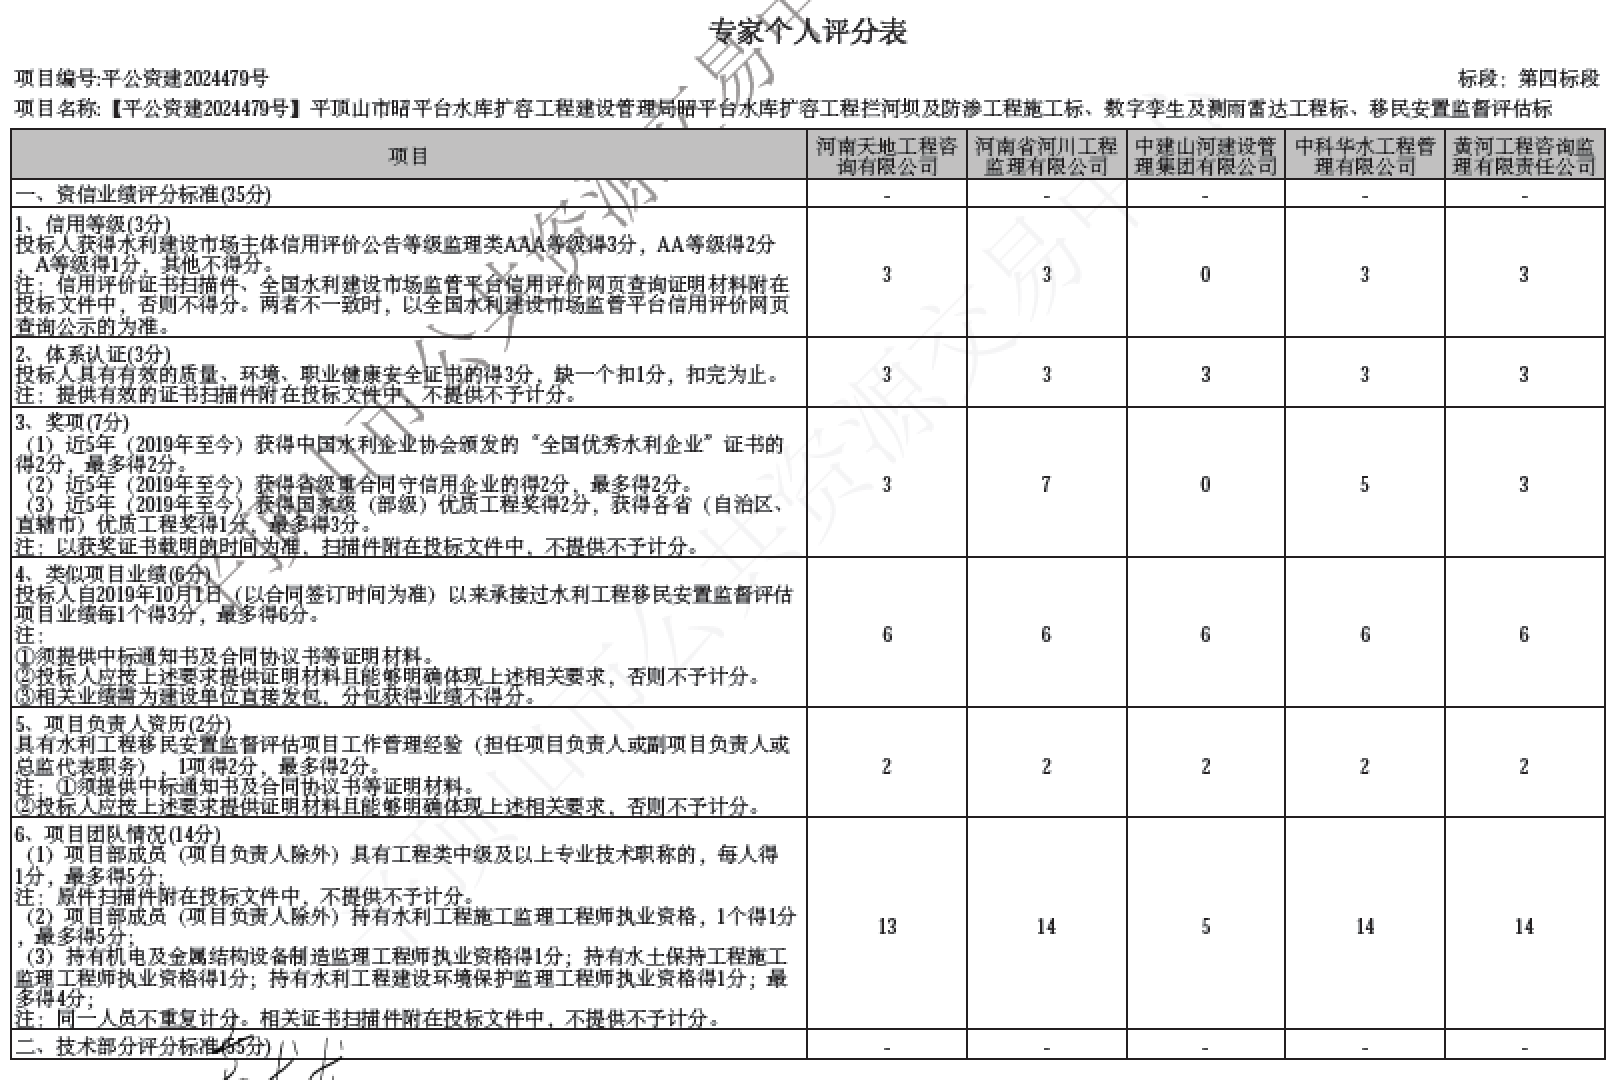 专家个人评分表
项目编号:平公资建2024479号
标段：第四标段
项目名称:【平公资建2024479号】平顶山市昭平台水库扩容工程建设管理局昭平台水库扩容工程拦河坝及防渗工程施工标、数字孪生及测雨雷达工程标、移民安置监督评估标
项目 河南天地工程咨询有限公司 河南省河川工程监理有限公司 中建山河建设管理集团有限公司 中科华水工程管理有限公司 黄河工程咨询监理有限责任公司
一、资信业绩评分标准(35分) - - - - -
1、信用等级(3分)
投标人获得水利建设市场主体信用评价公告等级监理类AAA等级得3分，AA等级得2分
，A等级得1分，其他不得分。
注：信用评价证书扫描件、全国水利建设市场监管平台信用评价网页查询证明材料附在
投标文件中，否则不得分。两者不一致时，以全国水利建设市场监管平台信用评价网页
查询公示的为准。
3 3 0 3 3
2、体系认证(3分)
投标人具有有效的质量、环境、职业健康安全证书的得3分，缺一个扣1分，扣完为止。
注：提供有效的证书扫描件附在投标文件中，不提供不予计分。
3 3 3 3 3
3、奖项(7分)
（1）近5年（2019年至今）获得中国水利企业协会颁发的“全国优秀水利企业”证书的
得2分，最多得2分。
（2）近5年（2019年至今）获得省级重合同守信用企业的得2分，最多得2分。
（3）近5年（2019年至今）获得国家级（部级）优质工程奖得2分，获得各省（自治区、
直辖市）优质工程奖得1分，最多得3分。
注：以获奖证书载明的时间为准，扫描件附在投标文件中，不提供不予计分。
3 7 0 5 3
4、类似项目业绩(6分)
投标人自2019年10月1日（以合同签订时间为准）以来承接过水利工程移民安置监督评估
项目业绩每1个得3分，最多得6分。
注：
①须提供中标通知书及合同协议书等证明材料。
②投标人应按上述要求提供证明材料且能够明确体现上述相关要求，否则不予计分。
③相关业绩需为建设单位直接发包，分包获得业绩不得分。
6 6 6 6 6
5、项目负责人资历(2分)
具有水利工程移民安置监督评估项目工作管理经验（担任项目负责人或副项目负责人或
总监代表职务），1项得2分，最多得2分。
注：①须提供中标通知书及合同协议书等证明材料。
②投标人应按上述要求提供证明材料且能够明确体现上述相关要求，否则不予计分。
2 2 2 2 2
6、项目团队情况(14分)
（1）项目部成员（项目负责人除外）具有工程类中级及以上专业技术职称的，每人得
1分，最多得5分；
注：原件扫描件附在投标文件中，不提供不予计分。
（2）项目部成员（项目负责人除外）持有水利工程施工监理工程师执业资格，1个得1分
，最多得5分；
（3）持有机电及金属结构设备制造监理工程师执业资格得1分；持有水土保持工程施工
监理工程师执业资格得1分；持有水利工程建设环境保护监理工程师执业资格得1分；最
多得4分；
注：同一人员不重复计分。相关证书扫描件附在投标文件中，不提供不予计分。
13 14 5 14 14
二、技术部分评分标准(55分) - - - - -
平顶山市公共资源交易中
平顶山市公共资源交易中